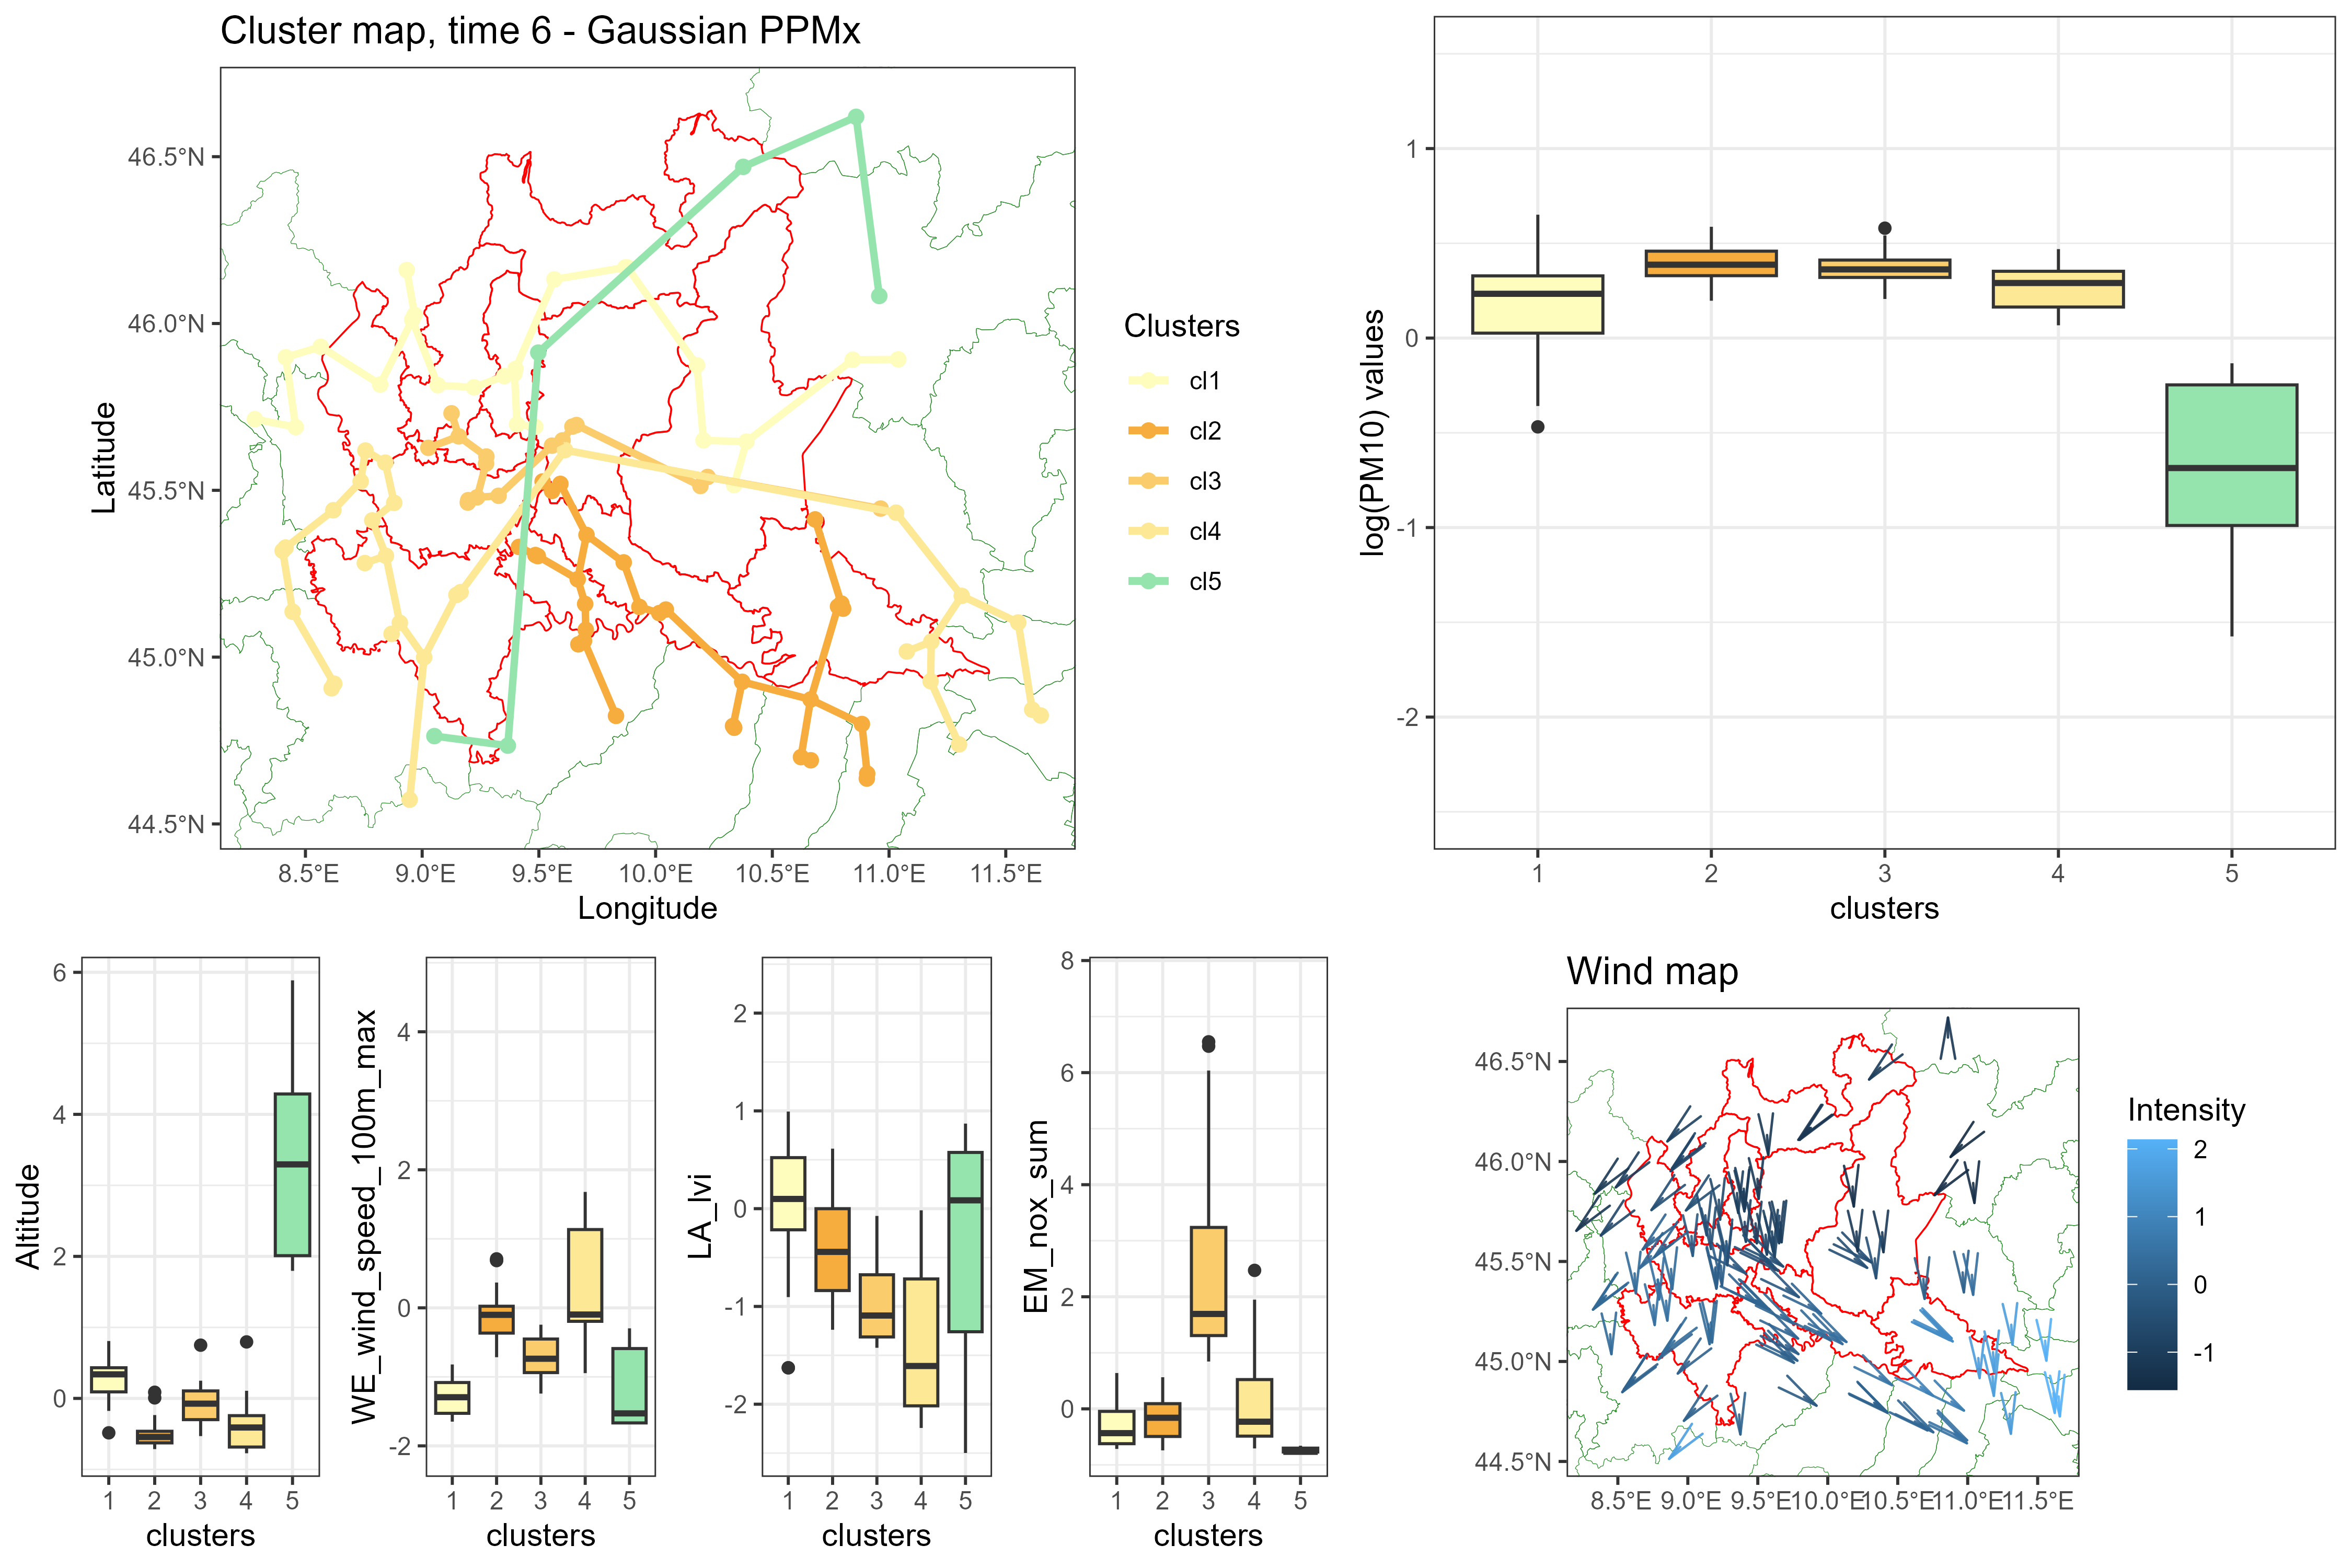 Cluster map, time 6 - Gaussian PPMx
46.5°N
46.0°N
45.5°N
45.0°N
44.5°N
Latitude
8.5°E 9.0°E 9.5°E 10.0°E 10.5°E 11.0°E 11.5°E
Longitude
Clusters
cl1
cl2
cl3
cl4
cl5
log(PM10) values
1
0
-1
-2
1 2 3 4 5
clusters
Altitude
6
4
2
0
1 2 3 4 5
clusters
WE_wind_speed_100m_max
4
2
0
-2
1 2 3 4 5
clusters
LA_lvi
2
1
0
-1
-2
1 2 3 4 5
clusters
EM_nox_sum
8
6
4
2
0
1 2 3 4 5
clusters
Wind map
46.5°N
46.0°N
45.5°N
45.0°N
44.5°N
8.5°E 9.0°E 9.5°E 10.0°E 10.5°E 11.0°E 11.5°E
Intensity
2
1
0
-1